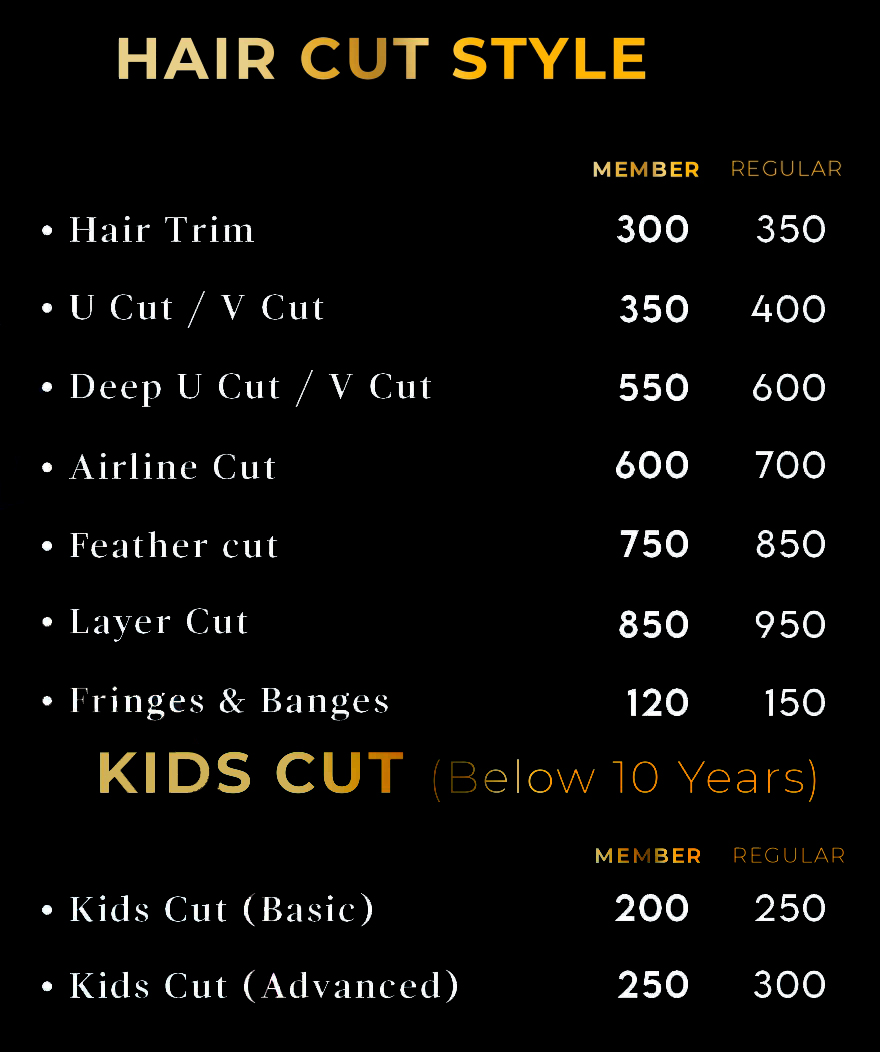 HAIR CUT STYLE
MEMBER REGULAR
• Hair Trim 300 350
• U Cut / V Cut 350 400
• Deep U Cut / V Cut 550 600
• Airline Cut 600 700
• Feather cut 750 850
• Layer Cut 850 950
• Fringes & Banges 120 150
KIDS CUT (Below 10 Years)
MEMBER REGULAR
• Kids Cut (Basic) 200 250
• Kids Cut (Advanced) 250 300